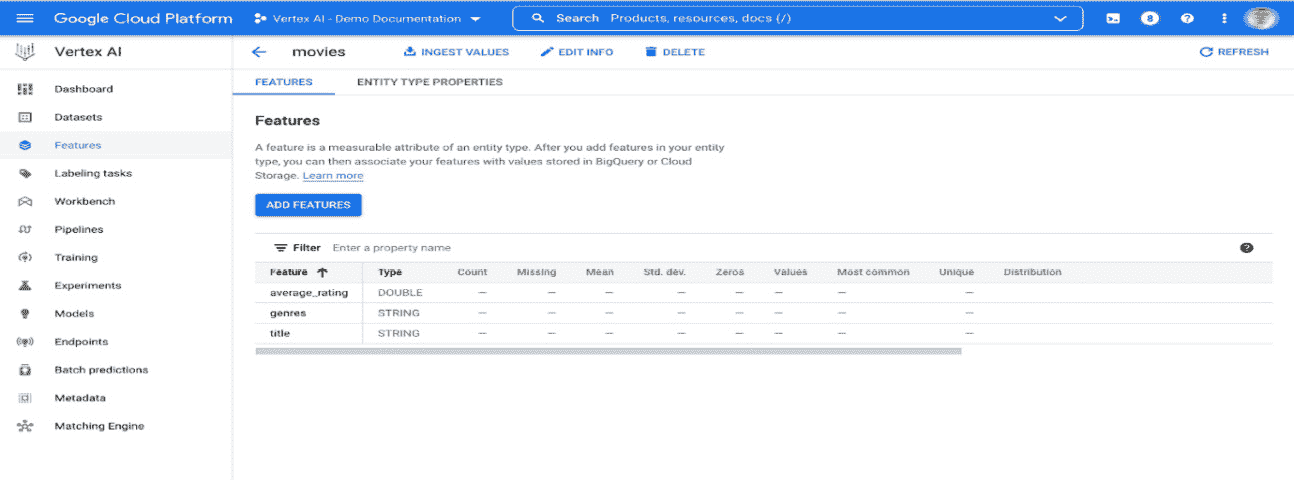 Google Cloud Platform
Vertex AI - Demo Documentation
Search Products, resources, docs (/)
8
?
Vertex AI
movies
INGEST VALUES
EDIT INFO
DELETE
REFRESH
Dashboard
Datasets
Features
Labeling tasks
Workbench
Pipelines
Training
Experiments
Models
Endpoints
Batch predictions
Metadata
Matching Engine
FEATURES
ENTITY TYPE PROPERTIES
Features
A feature is a measurable attribute of an entity type. After you add features in your entity
type, you can then associate your features with values stored in BigQuery or Cloud
Storage. Learn more
ADD FEATURES
Filter Enter a property name
?
Feature Type Count Missing Mean Std. dev. Zeros Values Most common Unique Distribution
average_rating DOUBLE — — — — — — — —
genres STRING — — — — — — — —
title STRING — — — — — — — —